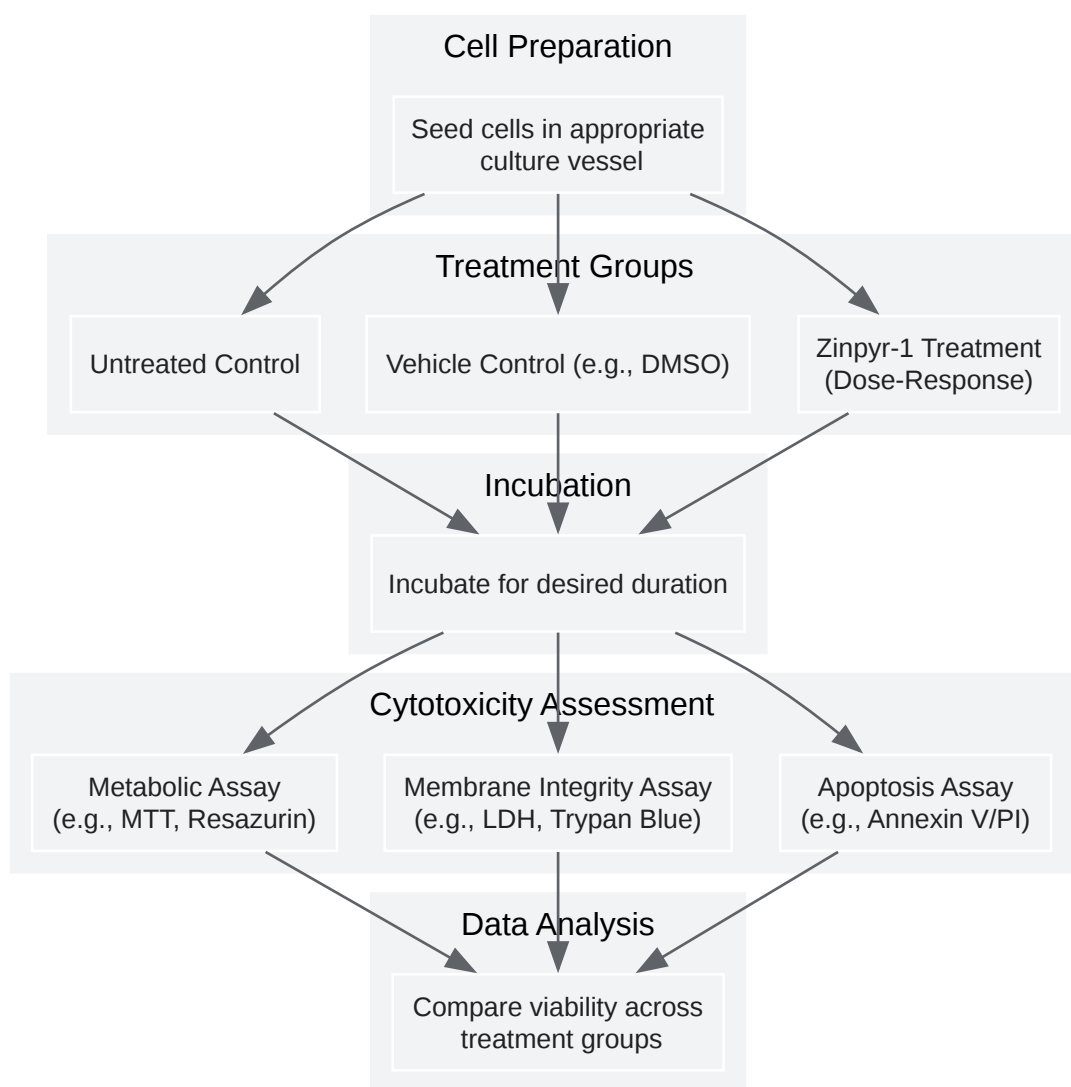 Cell Preparation
Seed cells in appropriate
culture vessel
Treatment Groups
Untreated Control
Vehicle Control (e.g., DMSO)
Zinpyr-1 Treatment
(Dose-Response)
Incubation
Incubate for desired duration
Cytotoxicity Assessment
Metabolic Assay
(e.g., MTT, Resazurin)
Membrane Integrity Assay
(e.g., LDH, Trypan Blue)
Apoptosis Assay
(e.g., Annexin V/PI)
Data Analysis
Compare viability across
treatment groups